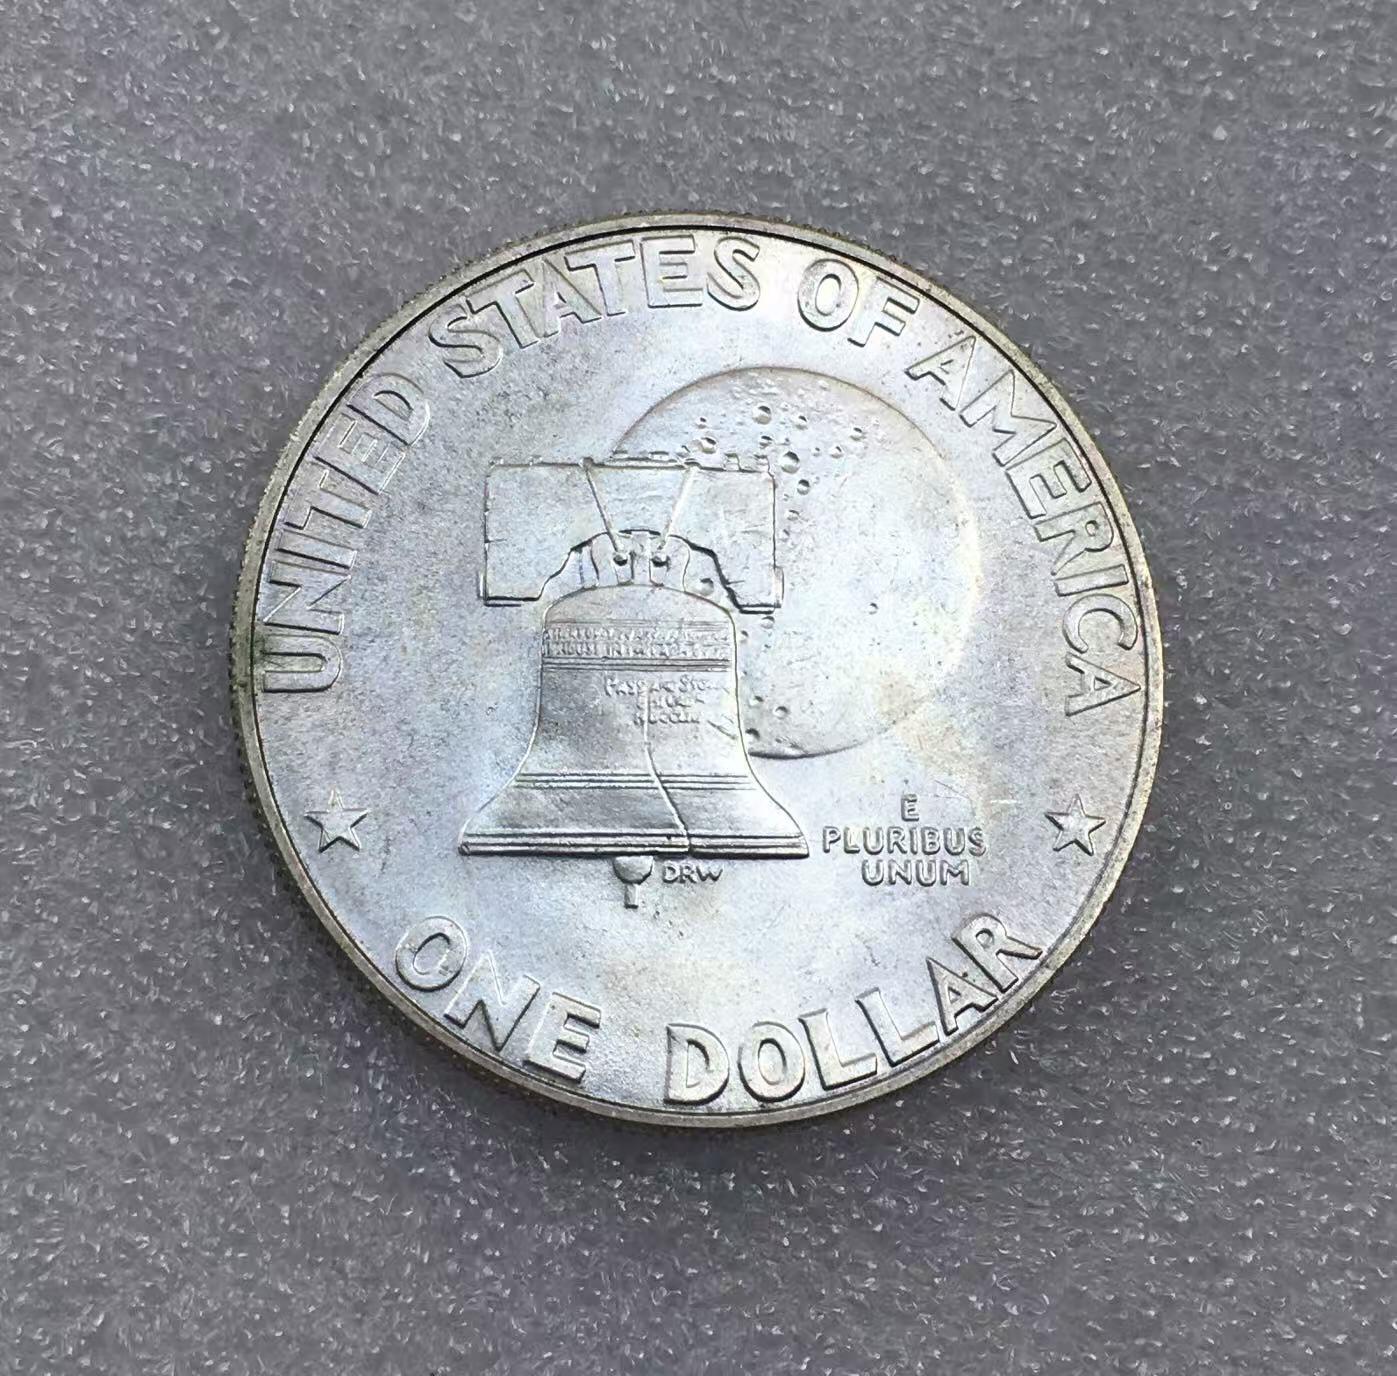 UNITED STATES OF AMERICA
E
PLURIBUS
UNUM
DRW
ONE DOLLAR